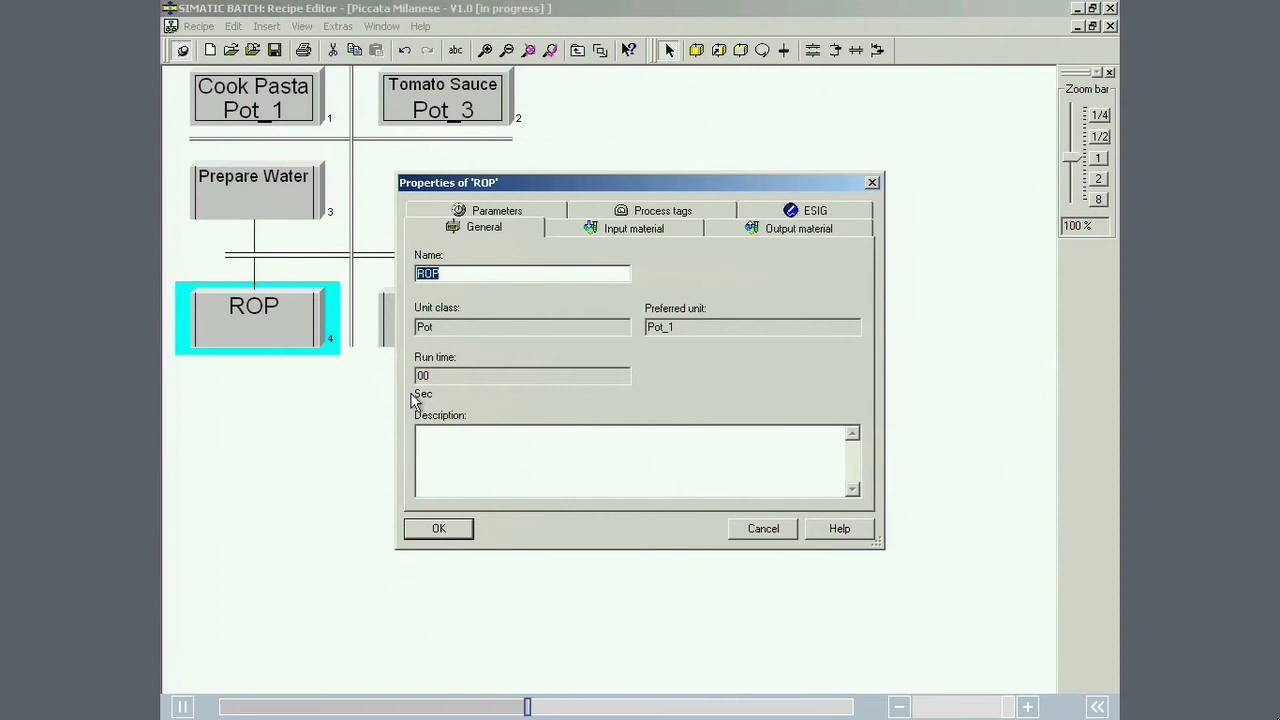 SIMATIC BATCH: Recipe Editor - [Piccata Milanese - V1.0 [in progress] ]
Recipe Edit Insert View Extras Window Help
abc
Cook Pasta
Pot_1
1
Tomato Sauce
Pot_3
2
Prepare Water
3
ROP
4
Properties of 'ROP'
Parameters Process tags ESIG
General Input material Output material
Name:
ROP
Unit class: Preferred unit:
Pot Pot_1
Run time:
00
Sec
Description:
OK Cancel Help
Zoom bar
1/4
1/2
1
2
8
100 %